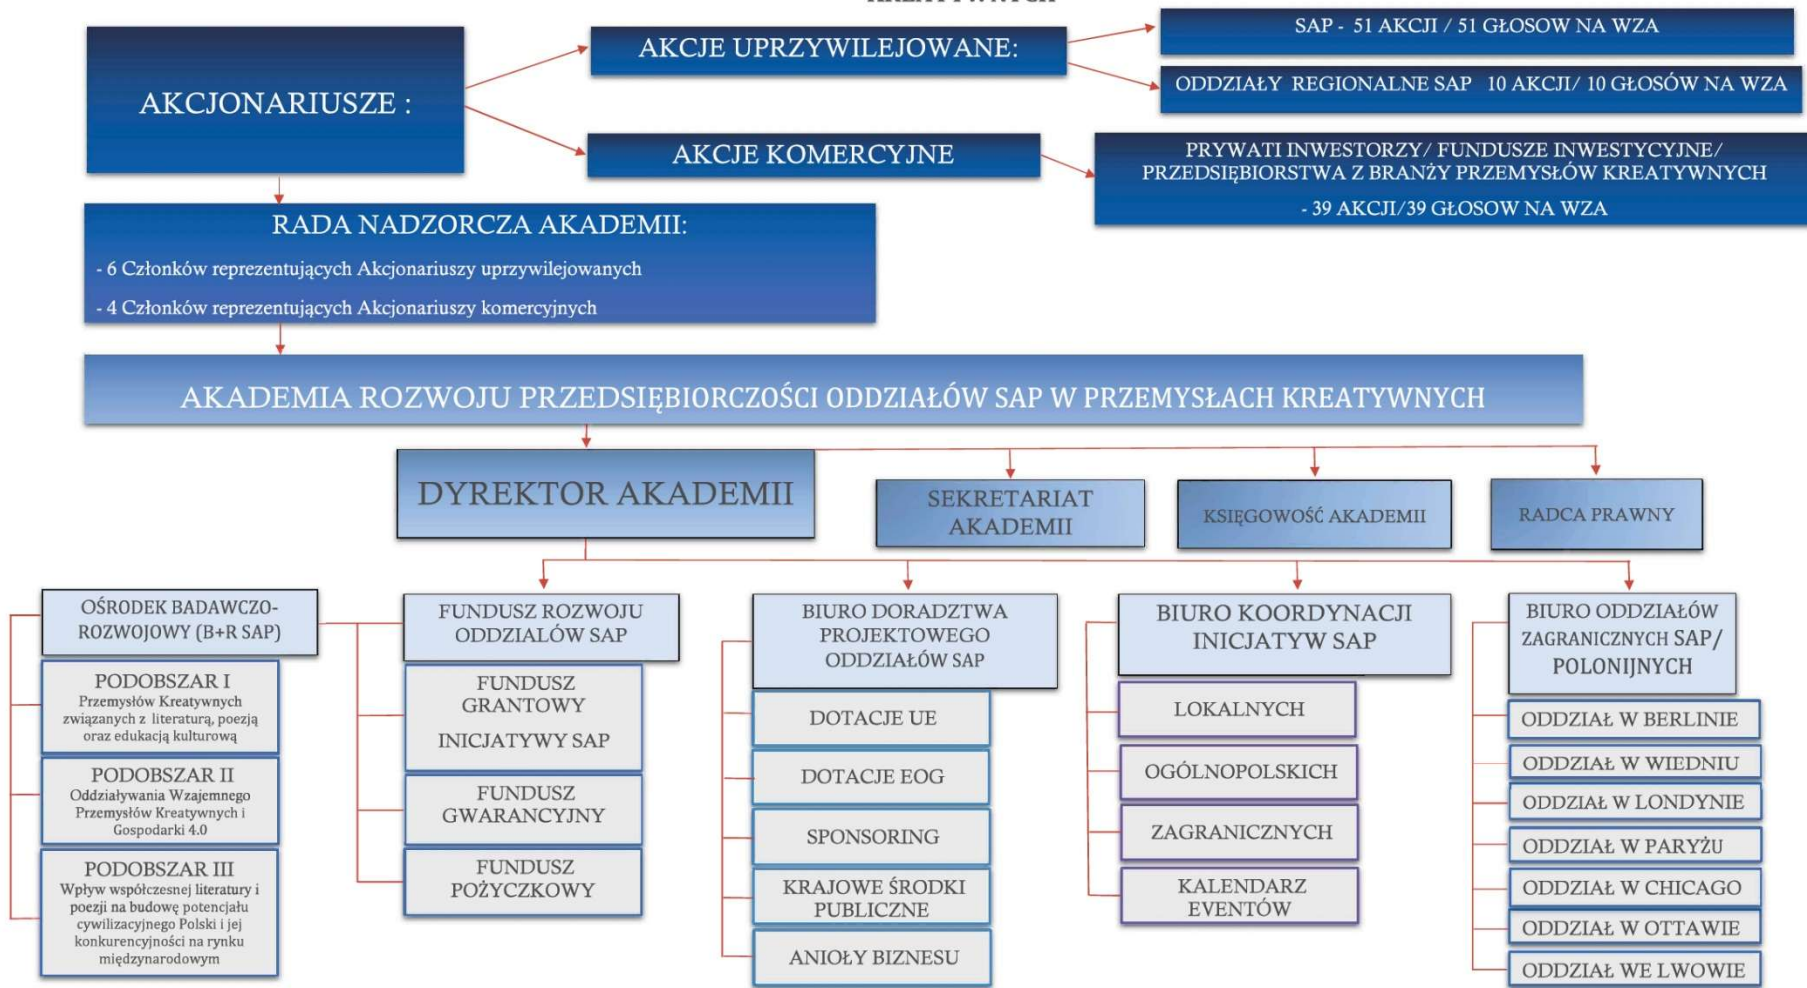 AKCJONARIUSZE :
AKCJE UPRZYWILEJOWANE:
SAP - 51 AKCJI / 51 GŁOSOW NA WZA
ODDZIAŁY REGIONALNE SAP 10 AKCJI/ 10 GŁOSÓW NA WZA
AKCJE KOMERCYJNE
PRYWATI INWESTORZY/ FUNDUSZE INWESTYCYJNE/
PRZEDSIĘBIORSTWA Z BRANŻY PRZEMYSŁÓW KREATYWNYCH
- 39 AKCJI/39 GŁOSOW NA WZA
RADA NADZORCZA AKADEMII:
- 6 Członków reprezentujących Akcjonariuszy uprzywilejowanych
- 4 Członków reprezentujących Akcjonariuszy komercyjnych
AKADEMIA ROZWOJU PRZEDSIĘBIORCZOŚCI ODDZIAŁÓW SAP W PRZEMYSŁACH KREATYWNYCH
DYREKTOR AKADEMII
SEKRETARIAT
AKADEMII
KSIĘGOWOŚĆ AKADEMII
RADCA PRAWNY
OŚRODEK BADAWCZO-
ROZWOJOWY (B+R SAP)
PODOBSZAR I
Przemysłów Kreatywnych
związanych z literaturą, poezją
oraz edukacją kulturową
PODOBSZAR II
Oddziaływania Wzajemnego
Przemysłów Kreatywnych i
Gospodarki 4.0
PODOBSZAR III
Wpływ współczesnej literatury i
poezji na budowę potencjału
cywilizacyjnego Polski i jej
konkurencyjności na rynku
międzynarodowym
FUNDUSZ ROZWOJU
ODDZIALÓW SAP
FUNDUSZ
GRANTOWY
INICJATYWY SAP
FUNDUSZ
GWARANCYJNY
FUNDUSZ
POŻYCZKOWY
BIURO DORADZTWA
PROJEKTOWEGO
ODDZIAŁÓW SAP
DOTACJE UE
DOTACJE EOG
SPONSORING
KRAJOWE ŚRODKI
PUBLICZNE
ANIOŁY BIZNESU
BIURO KOORDYNACJI
INICJATYW SAP
LOKALNYCH
OGÓLNOPOLSKICH
ZAGRANICZNYCH
KALENDARZ
EVENTÓW
BIURO ODDZIAŁÓW
ZAGRANICZNYCH SAP/
POLONIJNYCH
ODDZIAŁ W BERLINIE
ODDZIAŁ W WIEDNIU
ODDZIAŁ W LONDYNIE
ODDZIAŁ W PARYŻU
ODDZIAŁ W CHICAGO
ODDZIAŁ W OTTAWIE
ODDZIAŁ WE LWOWIE